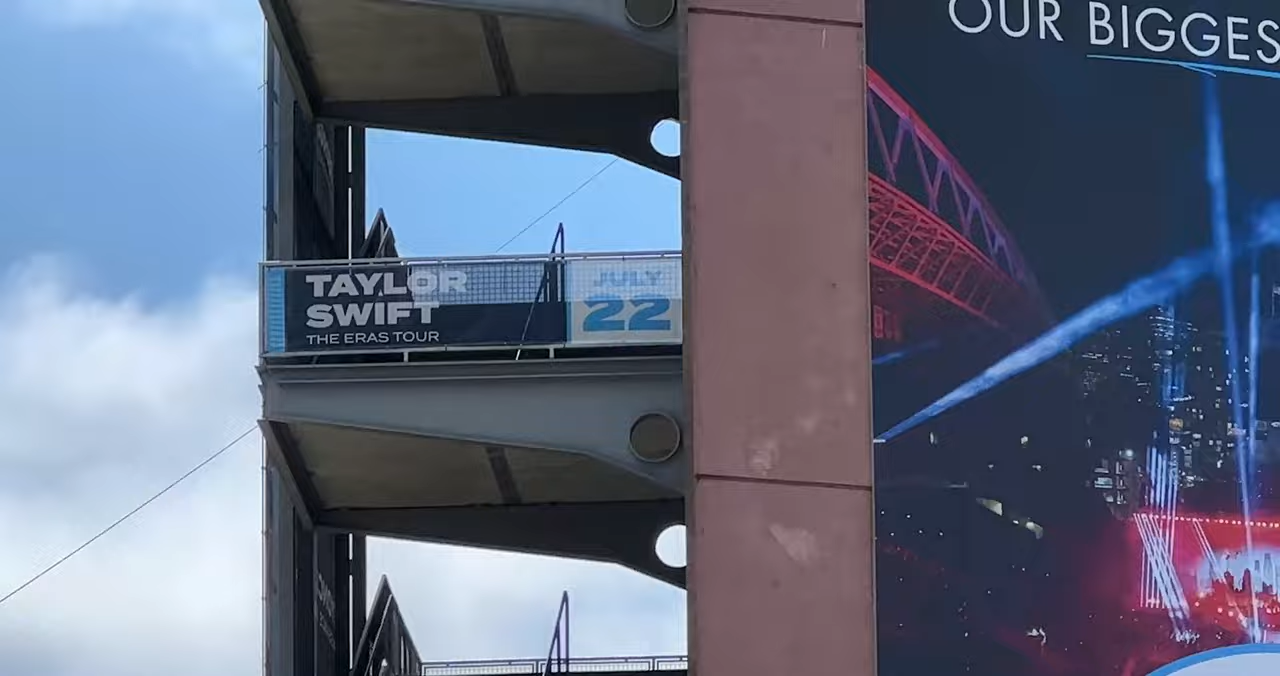 OUR BIGGES
TAYLOR
SWIFT
THE ERAS TOUR
JULY
22